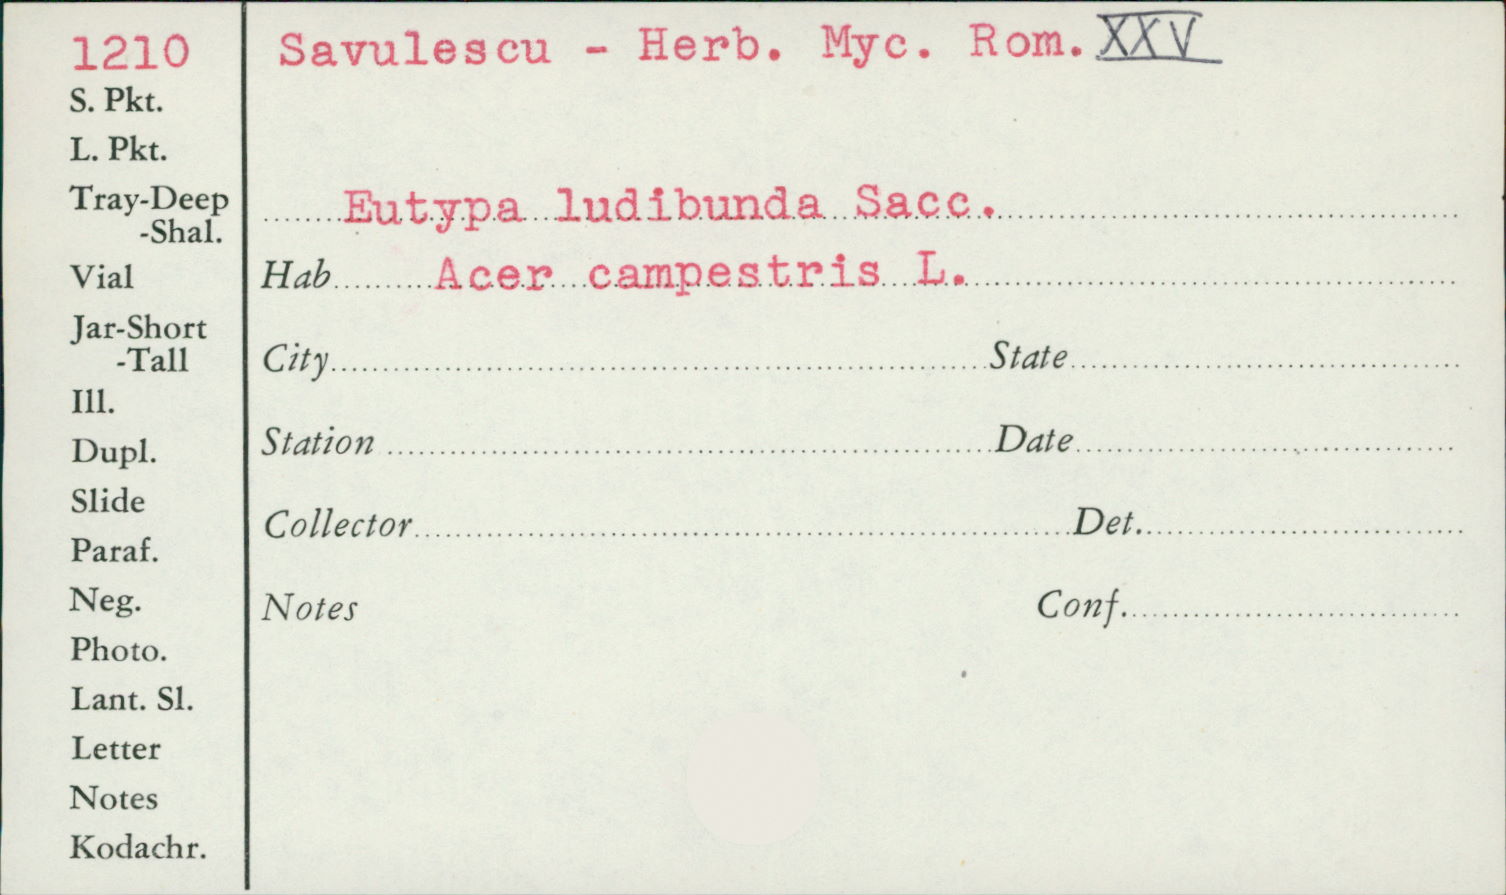 1210
Savulescu - Herb. Myc. Rom. XXV
S. Pkt.
L. Pkt.
Tray-Deep
-Shal.
Vial
Jar-Short
-Tall
Ill.
Dupl.
Slide
Paraf.
Neg.
Photo.
Lant. Sl.
Letter
Notes
Kodachr.
Eutypa ludibunda Sacc.
Hab Acer campestris L.
City State
Station Date
Collector Det.
Notes Conf.